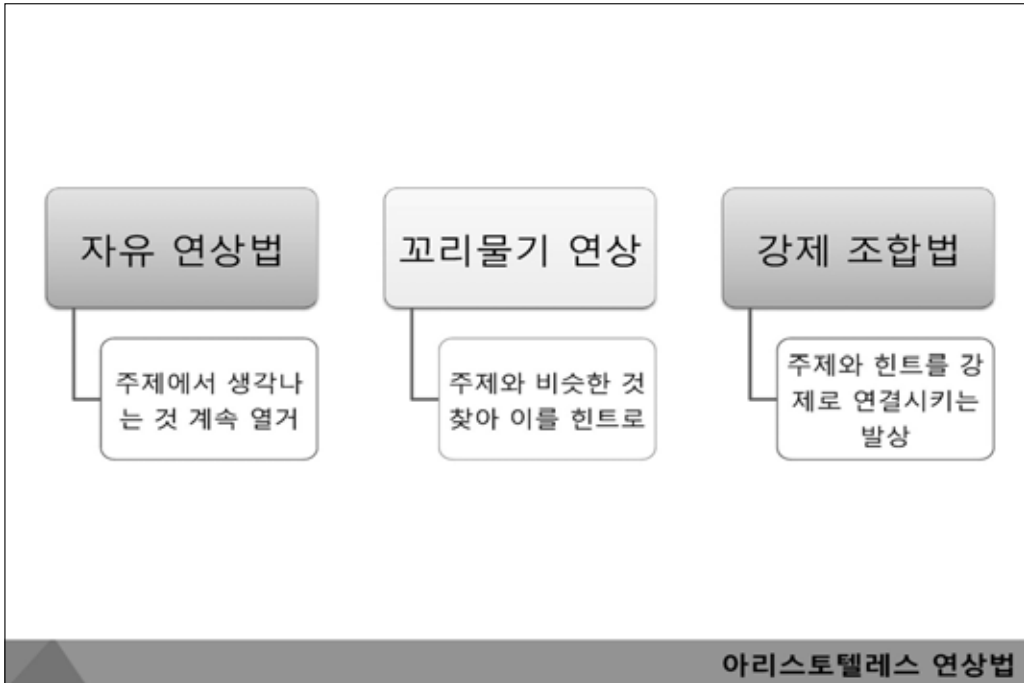 자유 연상법
주제에서 생각나
는 것 계속 열거
꼬리물기 연상
주제와 비슷한 것
찾아 이를 힌트로
강제 조합법
주제와 힌트를 강
제로 연결시키는
발상
아리스토텔레스 연상법